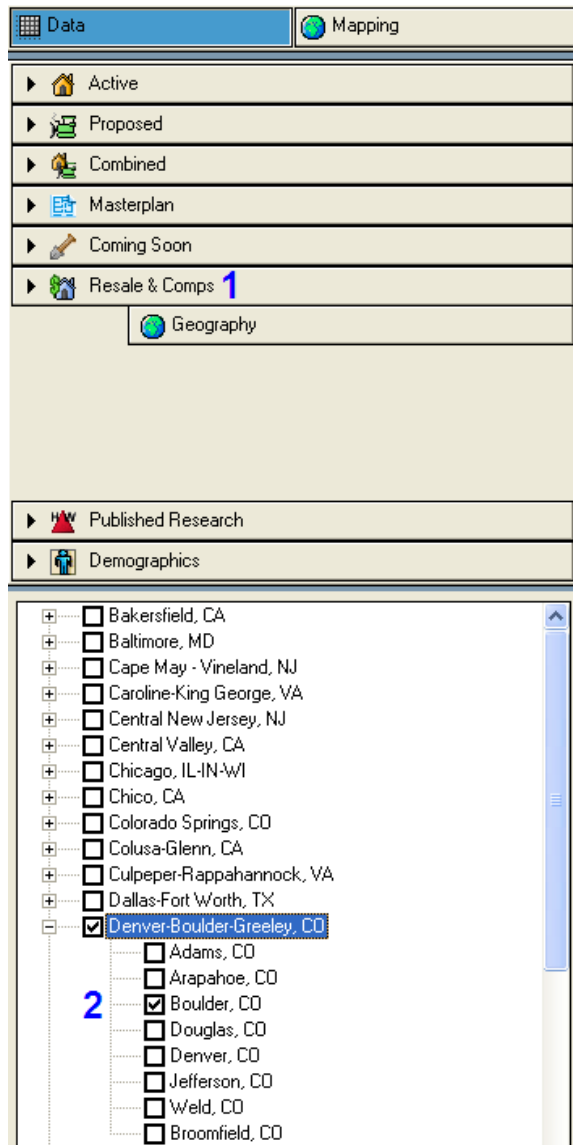 Data Mapping
Active
Proposed
Combined
Masterplan
Coming Soon
Resale & Comps 1
Geography
HW Published Research
Demographics
Bakersfield, CA
Baltimore, MD
Cape May - Vineland, NJ
Caroline-King George, VA
Central New Jersey, NJ
Central Valley, CA
Chicago, IL-IN-WI
Chico, CA
Colorado Springs, CO
Colusa-Glenn, CA
Culpeper-Rappahannock, VA
Dallas-Fort Worth, TX
Denver-Boulder-Greeley, CO
Adams, CO
Arapahoe, CO
2 Boulder, CO
Douglas, CO
Denver, CO
Jefferson, CO
Weld, CO
Broomfield, CO